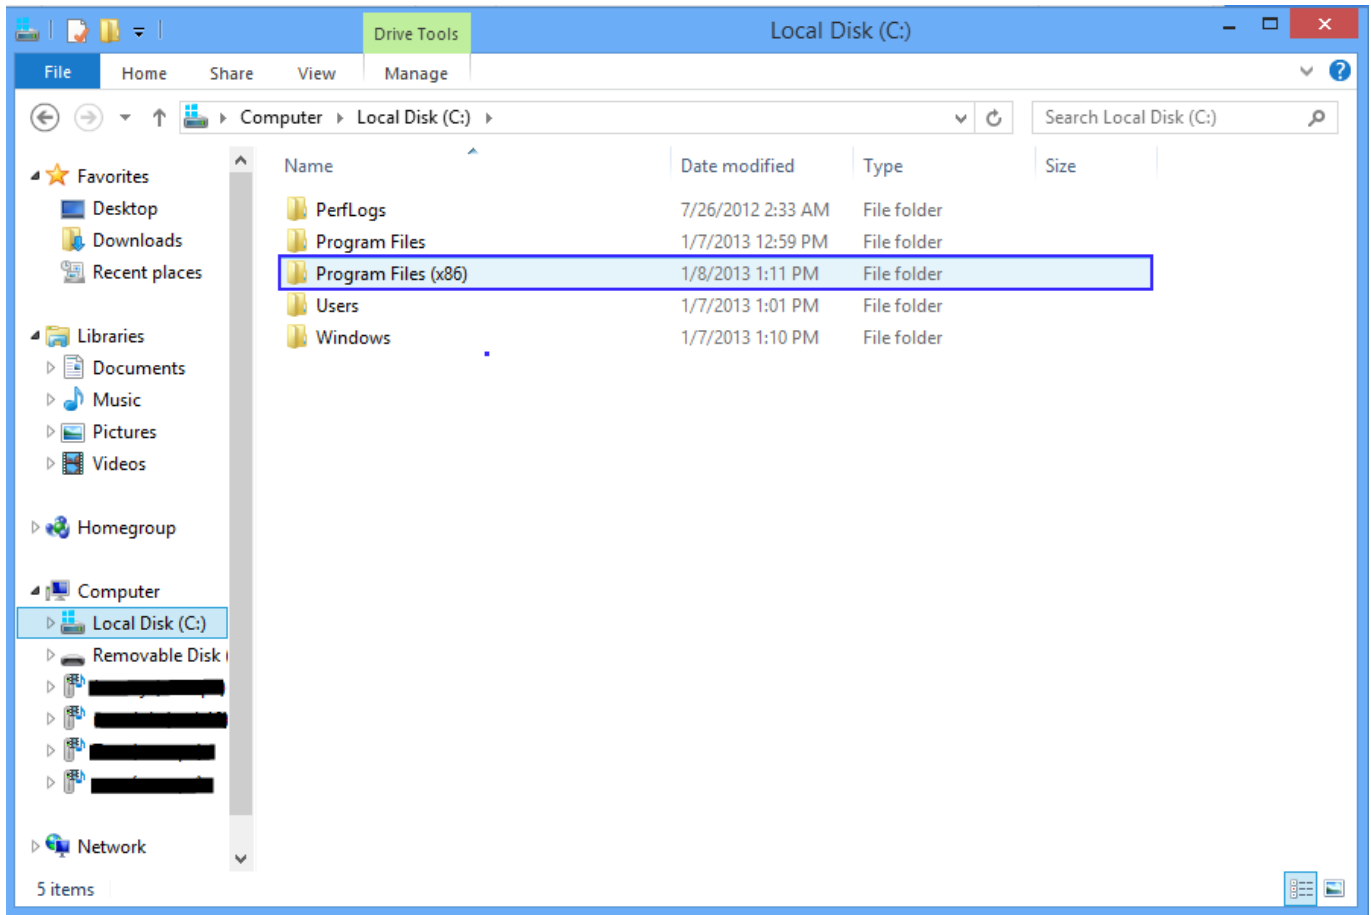 Drive Tools
Local Disk (C:)
File Home Share View Manage
Computer Local Disk (C:)
Search Local Disk (C:)
Favorites
Desktop
Downloads
Recent places
Libraries
Documents
Music
Pictures
Videos
Homegroup
Computer
Local Disk (C:)
Removable Disk (
Network
Name Date modified Type Size
PerfLogs 7/26/2012 2:33 AM File folder
Program Files 1/7/2013 12:59 PM File folder
Program Files (x86) 1/8/2013 1:11 PM File folder
Users 1/7/2013 1:01 PM File folder
Windows 1/7/2013 1:10 PM File folder
5 items